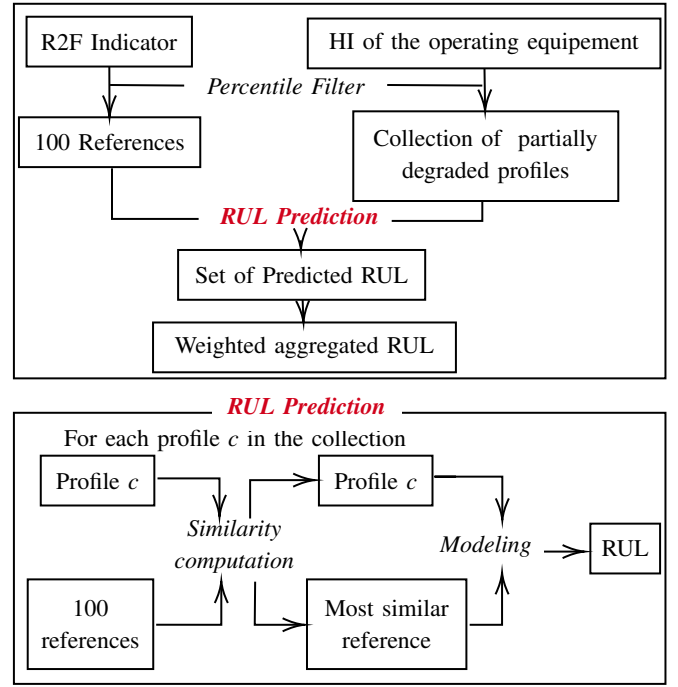 R2F Indicator
HI of the operating equipement
Percentile Filter
100 References
Collection of partially
degraded profiles
RUL Prediction
Set of Predicted RUL
Weighted aggregated RUL
RUL Prediction
For each profile c in the collection
Profile c
Profile c
Similarity
computation
Modeling
RUL
100
references
Most similar
reference